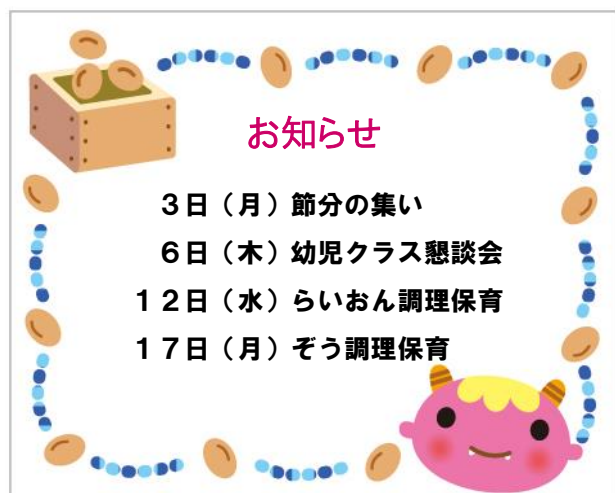 お知らせ
３日（月）節分の集い
６日（木）幼児クラス懇談会
１２日（水）らいおん調理保育
１７日（月）ぞう調理保育